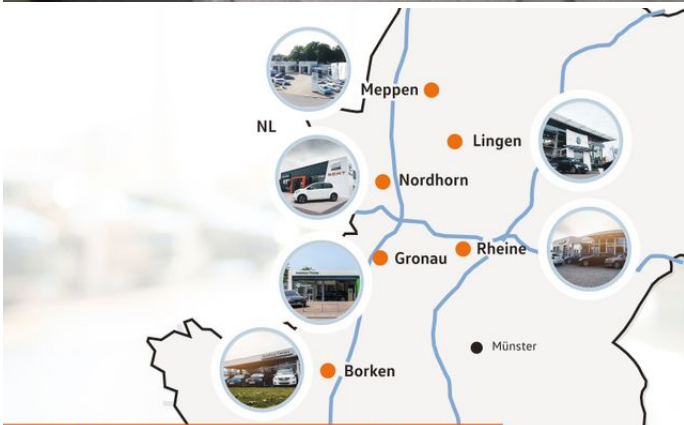 Meppen
NL
Lingen
Nordhorn
Gronau
Rheine
Münster
Borken